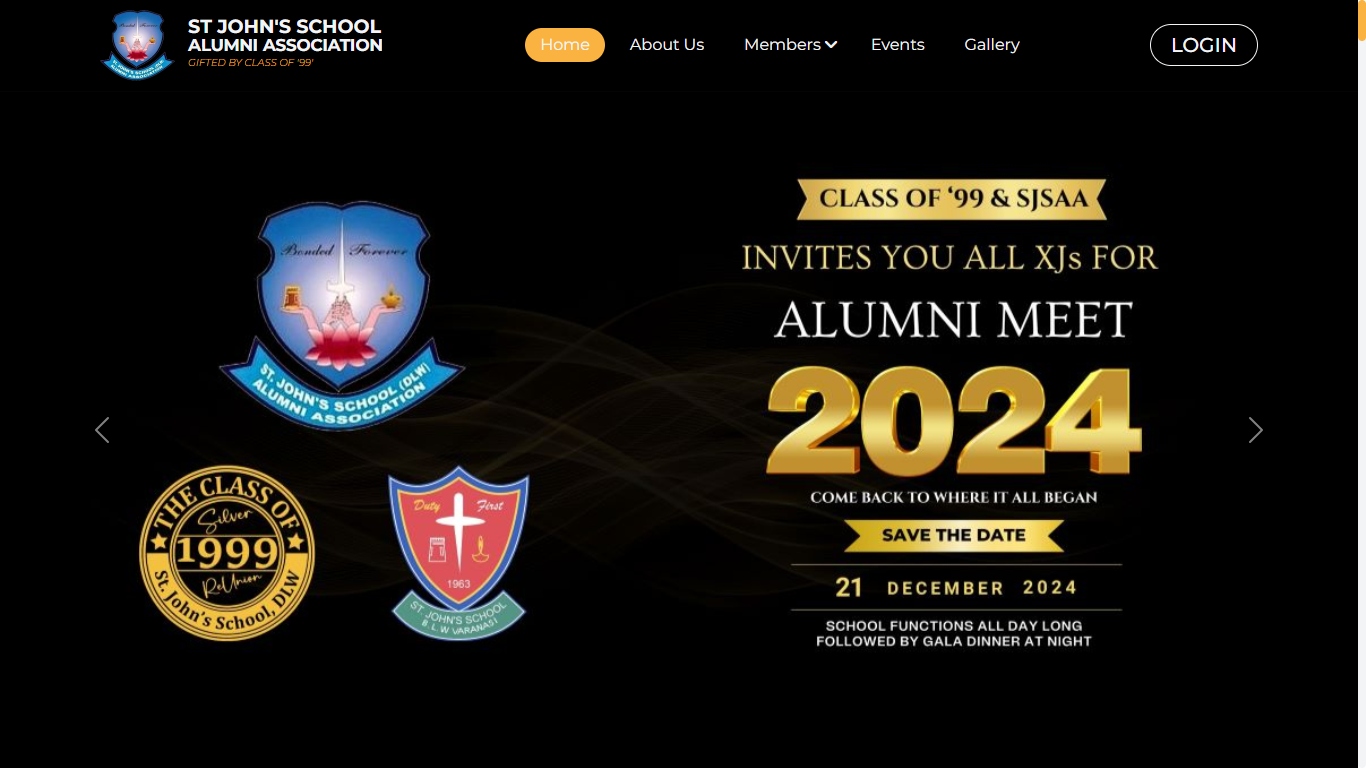 ST JOHN'S SCHOOL
ALUMNI ASSOCIATION
GIFTED BY CLASS OF '99'
Home
About Us
Members
Events
Gallery
LOGIN
Bonded Forever
ST. JOHN'S SCHOOL (DLW)
ALUMNI ASSOCIATION
THE CLASS OF
Silver
1999
ReUnion
St. John's School, DLW
Duty First
1963
ST. JOHN'S SCHOOL
B. L. W VARANASI
CLASS OF ‘99 & SJSAA
INVITES YOU ALL XJs FOR
ALUMNI MEET
2024
COME BACK TO WHERE IT ALL BEGAN
SAVE THE DATE
21 DECEMBER 2024
SCHOOL FUNCTIONS ALL DAY LONG
FOLLOWED BY GALA DINNER AT NIGHT